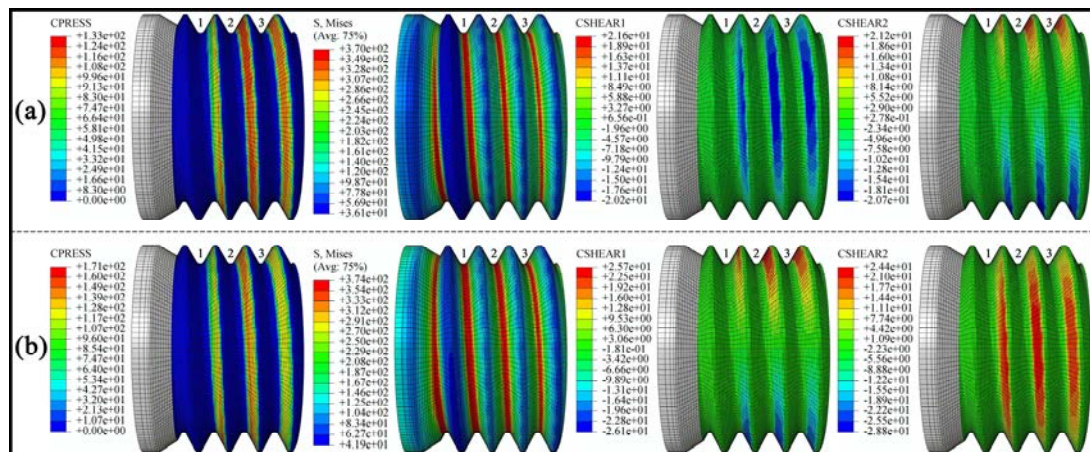 (a)
CPRESS
+1.33e+02
+1.24e+02
+1.16e+02
+1.08e+02
+9.96e+01
+9.13e+01
+8.30e+01
+7.47e+01
+6.64e+01
+5.81e+01
+4.98e+01
+4.15e+01
+3.32e+01
+2.49e+01
+1.66e+01
+8.30e+00
+0.00e+00
1 2 3
S, Mises
(Avg. 75%)
+3.70e+02
+3.49e+02
+3.28e+02
+3.07e+02
+2.86e+02
+2.66e+02
+2.45e+02
+2.24e+02
+2.03e+02
+1.82e+02
+1.61e+02
+1.40e+02
+1.20e+02
+9.87e+01
+7.78e+01
+5.69e+01
+3.61e+01
1 2 3
CSHEAR1
+2.16e+01
+1.89e+01
+1.63e+01
+1.37e+01
+1.11e+01
+8.49e+00
+5.88e+00
+3.27e+00
+6.56e-01
-1.96e+00
-4.57e+00
-7.18e+00
-9.79e+00
-1.24e+01
-1.50e+01
-1.76e+01
-2.02e+01
1 2 3
CSHEAR2
+2.12e+01
+1.86e+01
+1.60e+01
+1.34e+01
+1.08e+01
+8.14e+00
+5.52e+00
+2.90e+00
+2.78e-01
-2.34e+00
-4.96e+00
-7.58e+00
-1.02e+01
-1.28e+01
-1.54e+01
-1.81e+01
-2.07e+01
1 2 3
(b)
CPRESS
+1.71e+02
+1.60e+02
+1.49e+02
+1.39e+02
+1.28e+02
+1.17e+02
+1.07e+02
+9.60e+01
+8.54e+01
+7.47e+01
+6.40e+01
+5.34e+01
+4.27e+01
+3.20e+01
+2.13e+01
+1.07e+01
+0.00e+00
1 2 3
S, Mises
(Avg: 75%)
+3.74e+02
+3.54e+02
+3.33e+02
+3.12e+02
+2.91e+02
+2.70e+02
+2.50e+02
+2.29e+02
+2.08e+02
+1.87e+02
+1.67e+02
+1.46e+02
+1.25e+02
+1.04e+02
+8.34e+01
+6.27e+01
+4.19e+01
1 2 3
CSHEAR1
+2.57e+01
+2.25e+01
+1.92e+01
+1.60e+01
+1.28e+01
+9.53e+00
+6.30e+00
+3.06e+00
-1.81e-01
-3.42e+00
-6.66e+00
-9.89e+00
-1.31e+01
-1.64e+01
-1.96e+01
-2.28e+01
-2.61e+01
1 2 3
CSHEAR2
+2.44e+01
+2.10e+01
+1.77e+01
+1.44e+01
+1.11e+01
+7.74e+00
+4.42e+00
+1.09e+00
-2.23e+00
-5.56e+00
-8.88e+00
-1.22e+01
-1.55e+01
-1.89e+01
-2.22e+01
-2.55e+01
-2.88e+01
1 2 3